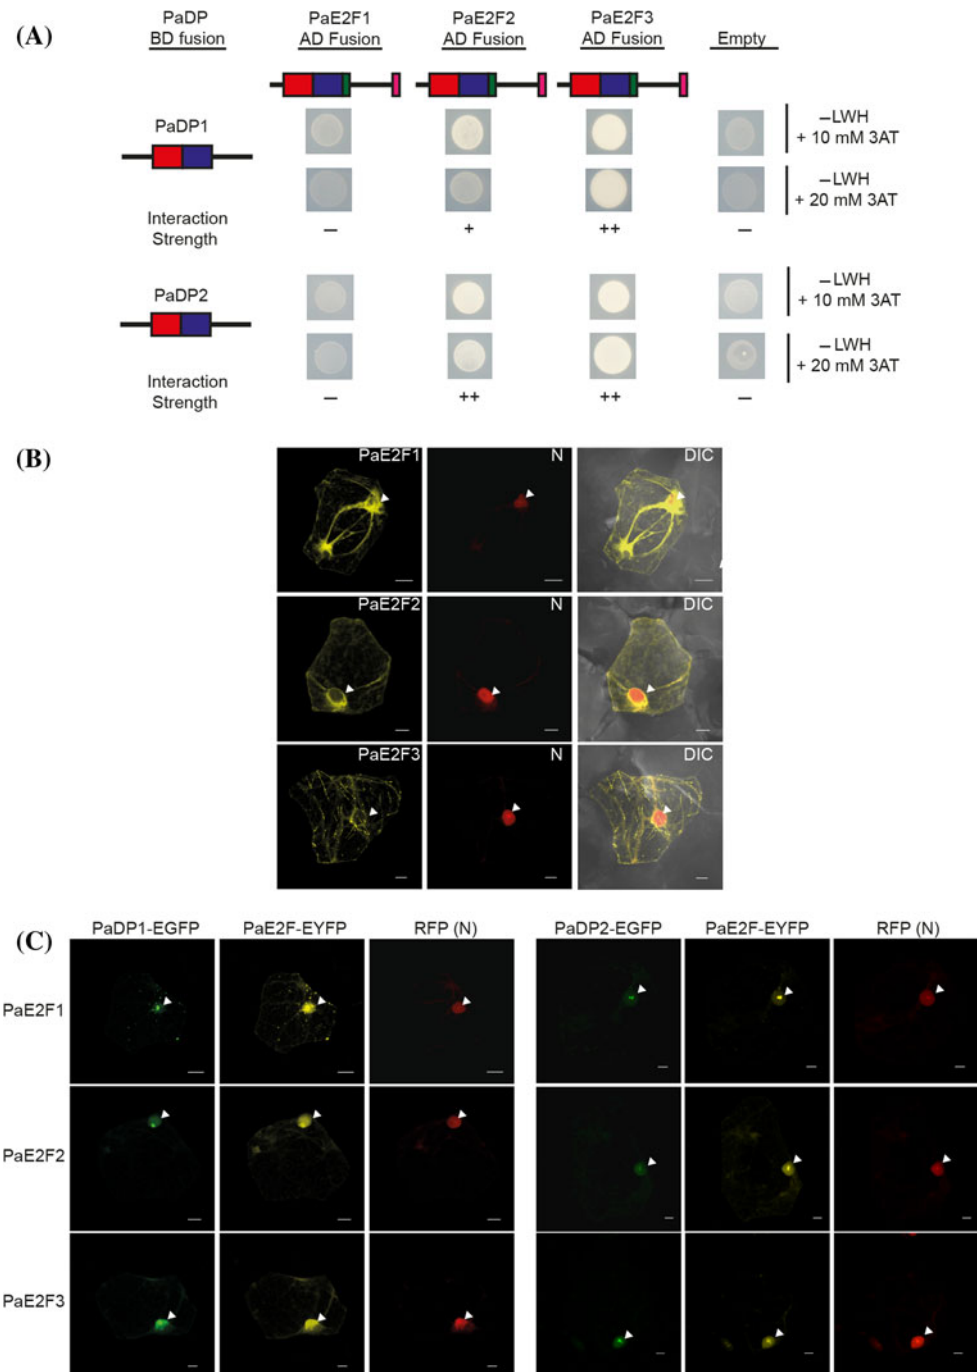 (A)
PaDP
BD fusion
PaE2F1
AD Fusion
PaE2F2
AD Fusion
PaE2F3
AD Fusion
Empty
PaDP1
–LWH
+ 10 mM 3AT
–LWH
+ 20 mM 3AT
Interaction
Strength
– + ++ –
PaDP2
–LWH
+ 10 mM 3AT
–LWH
+ 20 mM 3AT
Interaction
Strength
– ++ ++ –
(B)
PaE2F1 N DIC
PaE2F2 N DIC
PaE2F3 N DIC
(C)
PaDP1-EGFP PaE2F-EYFP RFP (N) PaDP2-EGFP PaE2F-EYFP RFP (N)
PaE2F1
PaE2F2
PaE2F3